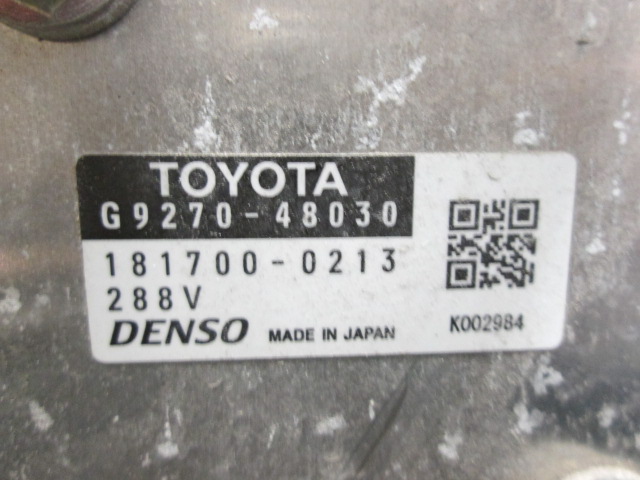 TOYOTA
G9270-48030
181700-0213
288V
DENSO MADE IN JAPAN
K002984